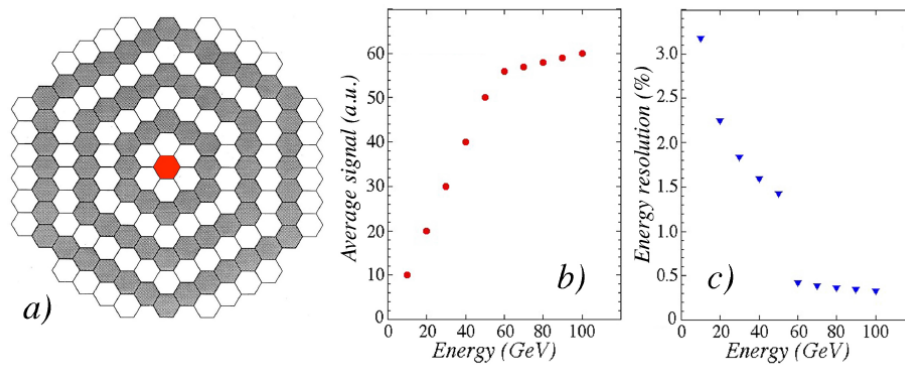 a)
Average signal (a.u.)
60
50
40
30
20
10
0
0 20 40 60 80 100
Energy (GeV)
b)
Energy resolution (%)
3.0
2.5
2.0
1.5
1.0
0.5
0
0 20 40 60 80 100
Energy (GeV)
c)